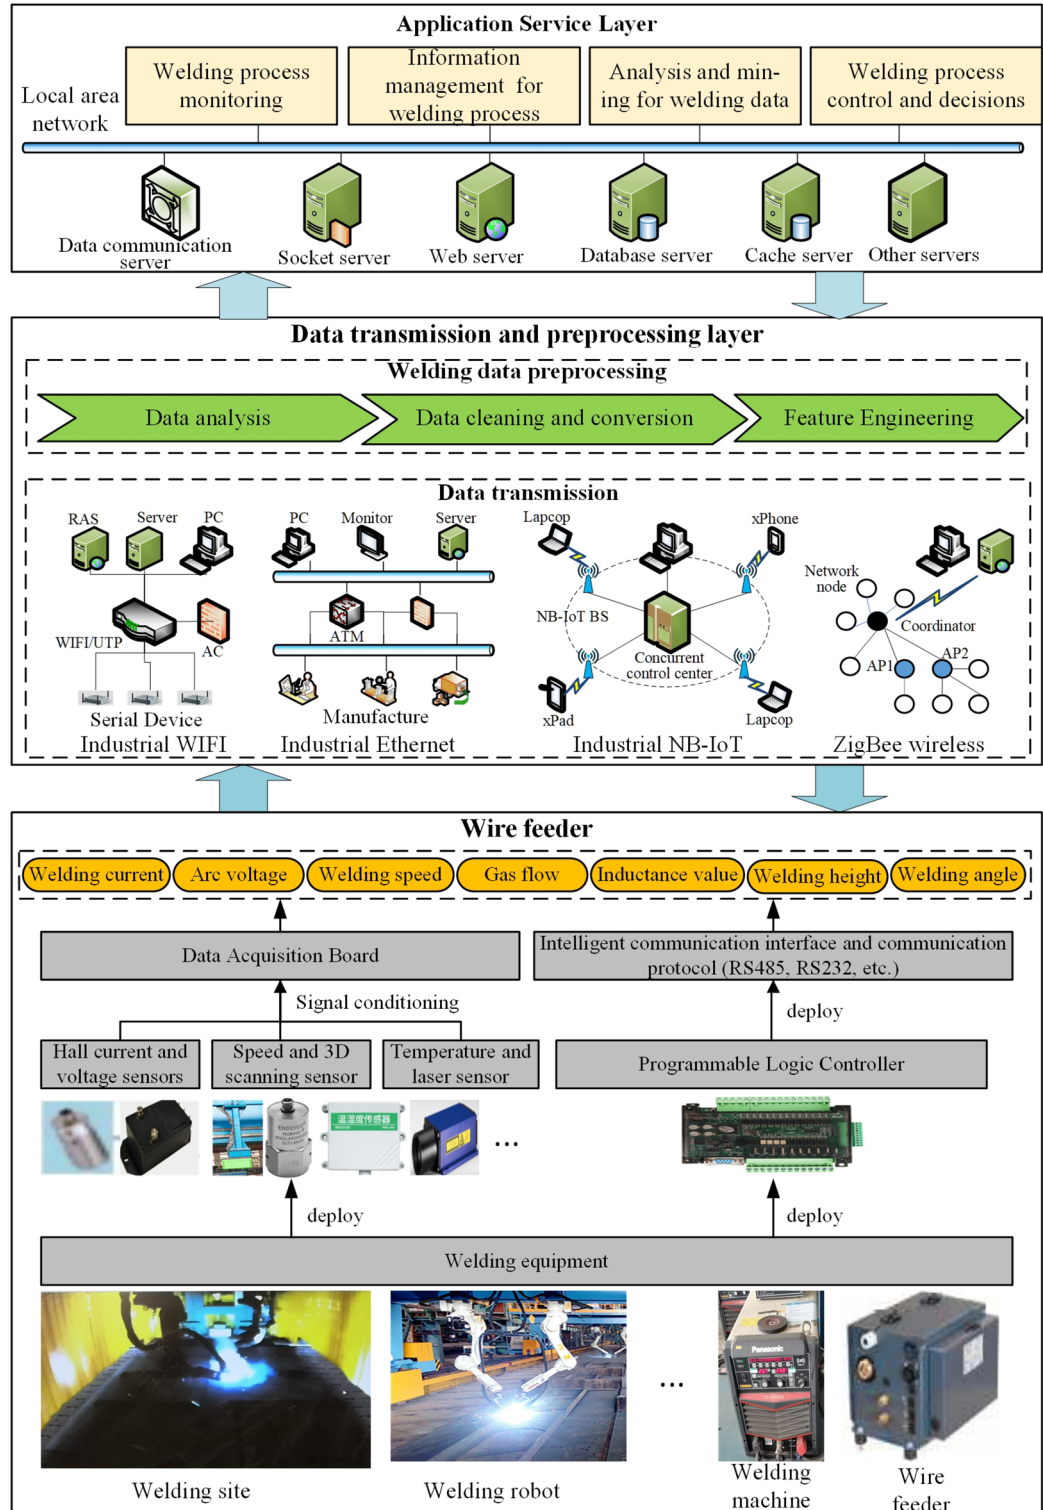 Application Service Layer
Local area
network
Welding process
monitoring
Information
management for
welding process
Analysis and min-
ing for welding data
Welding process
control and decisions
Data communication
server
Socket server
Web server
Database server
Cache server
Other servers
Data transmission and preprocessing layer
Welding data preprocessing
Data analysis
Data cleaning and conversion
Feature Engineering
Data transmission
RAS
Server
PC
WIFI/UTP
AC
Serial Device
Industrial WIFI
PC
Monitor
Server
ATM
Manufacture
Industrial Ethernet
Lapcop
xPhone
NB-IoT BS
Concurrent
control center
xPad
Lapcop
Industrial NB-IoT
Network
node
Coordinator
AP1
AP2
ZigBee wireless
Wire feeder
Welding current
Arc voltage
Welding speed
Gas flow
Inductance value
Welding height
Welding angle
Data Acquisition Board
Intelligent communication interface and communication
protocol (RS485, RS232, etc.)
Signal conditioning
deploy
Hall current and
voltage sensors
Speed and 3D
scanning sensor
Temperature and
laser sensor
Programmable Logic Controller
温湿度传感器
...
deploy
deploy
Welding equipment
Panasonic
...
Welding site
Welding robot
Welding
machine
Wire
feeder